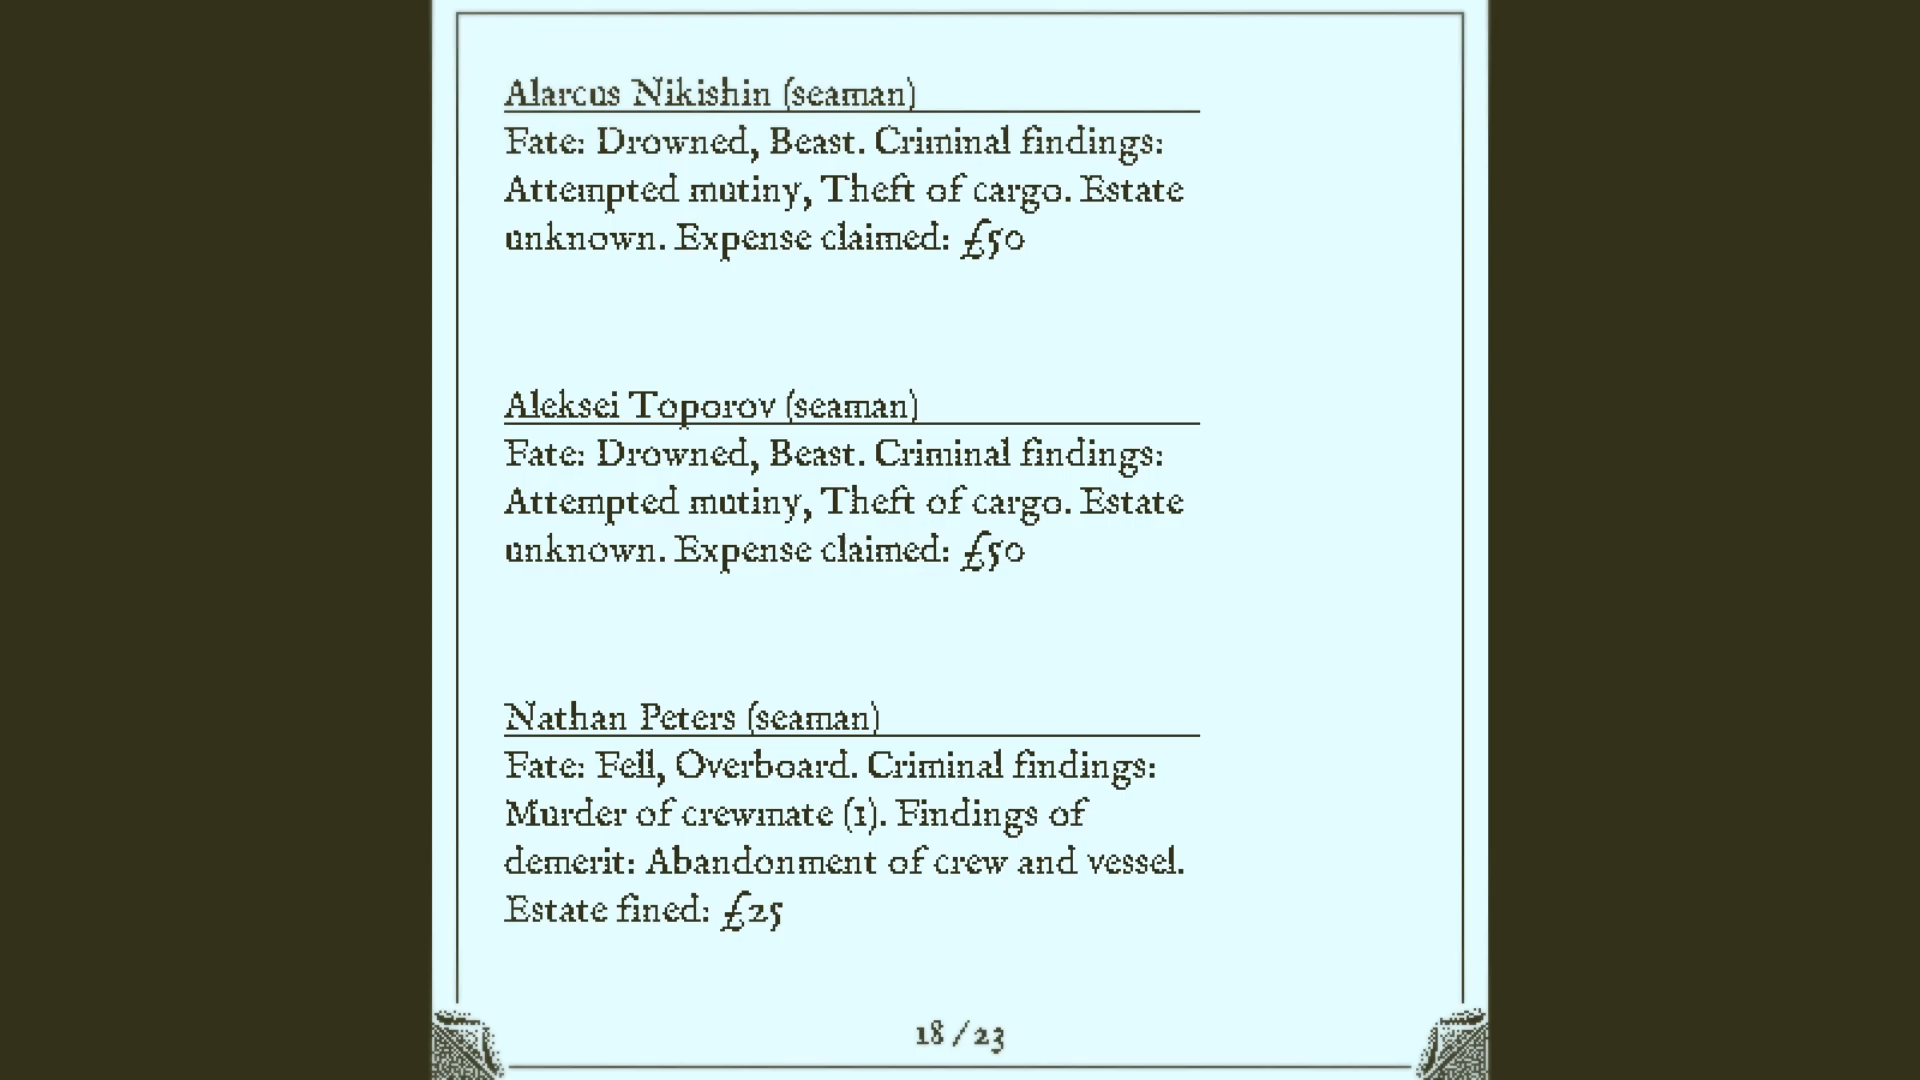 Alarcus Nikishin (seaman)
Fate: Drowned, Beast. Criminal findings:
Attempted mutiny, Theft of cargo. Estate
unknown. Expense claimed: £50
Aleksei Toporov (seaman)
Fate: Drowned, Beast. Criminal findings:
Attempted mutiny, Theft of cargo. Estate
unknown. Expense claimed: £50
Nathan Peters (seaman)
Fate: Fell, Overboard. Criminal findings:
Murder of crewmate (1). Findings of
demerit: Abandonment of crew and vessel.
Estate fined: £25
18 / 23